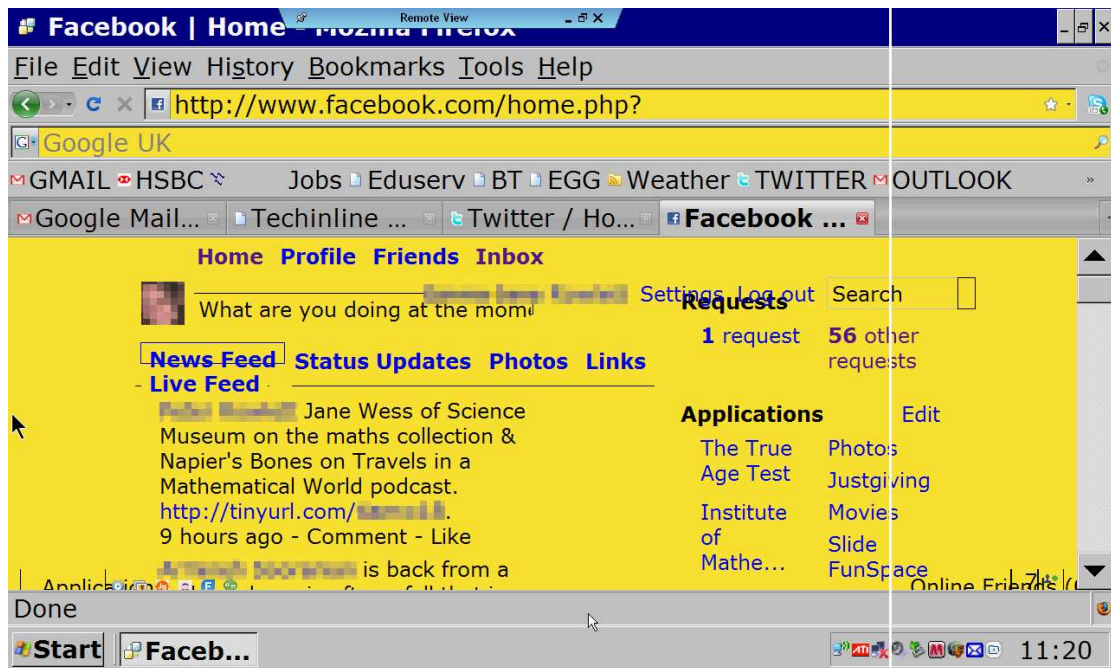 Facebook | Home - Mozilla Firefox
Remote View
File Edit View History Bookmarks Tools Help
http://www.facebook.com/home.php?
Google UK
GMAIL HSBC Jobs Eduserv BT EGG Weather TWITTER OUTLOOK »
Google Mail... Techinline ... Twitter / Ho... Facebook ...
Home Profile Friends Inbox
Settings Log out Search
What are you doing at the mom
Requests
1 request 56 other
requests
News Feed Status Updates Photos Links
Live Feed
Jane Wess of Science
Museum on the maths collection &
Napier's Bones on Travels in a
Mathematical World podcast.
http://tinyurl.com/
9 hours ago - Comment - Like
is back from a
Applications Edit
The True
Age Test
Photos
Justgiving
Institute
of
Mathe...
Movies
Slide
FunSpace
Applications
Online Friends
Done
Start Faceb... 11:20